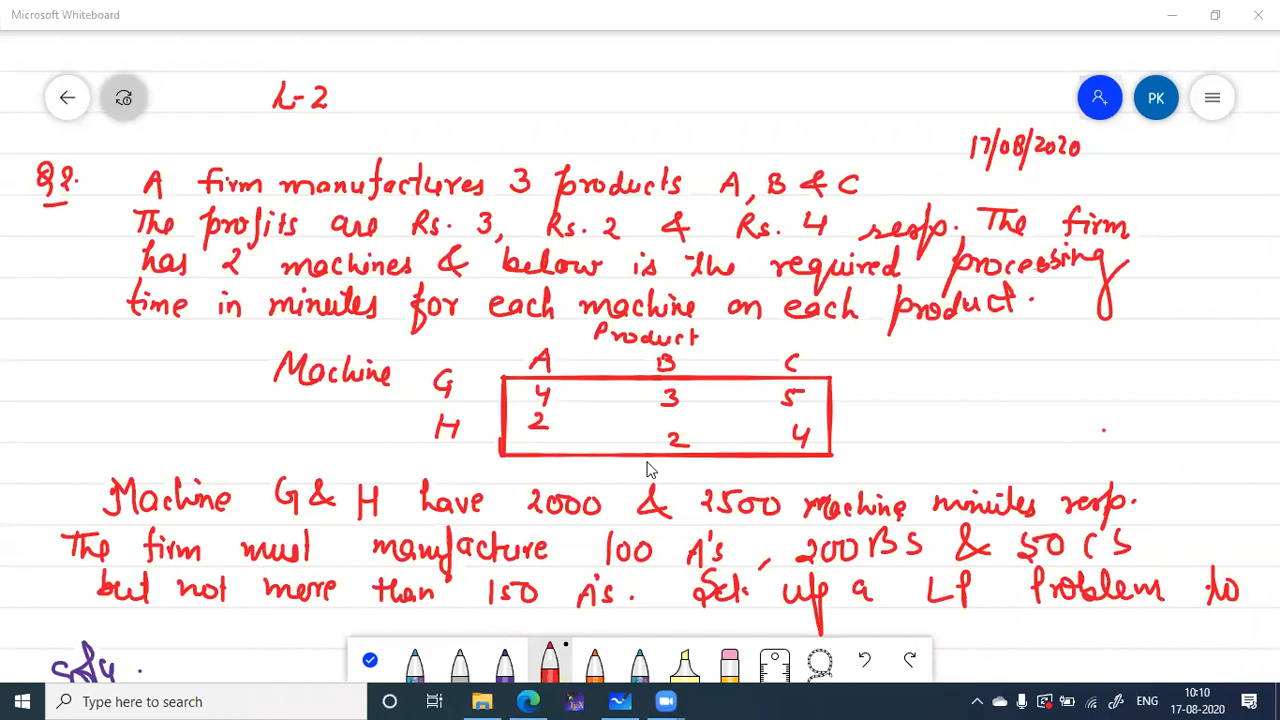 Microsoft Whiteboard
L-2
PK
17/08/2020
Q2. A firm manufactures 3 products A, B & C
The profits are Rs. 3, Rs. 2 & Rs. 4 resp. The firm
has 2 machines & below is the required processing
time in minutes for each machine on each product.
Product
Machine A B C
G 4 3 5
H 2 2 4
Machine G & H have 2000 & 2500 machine minutes resp.
The firm must manufacture 100 A's, 200 BS & 50 C'S
but not more than 150 A's. Set up a LP Problem to
Soln.
Type here to search
ENG
10:10
17-08-2020